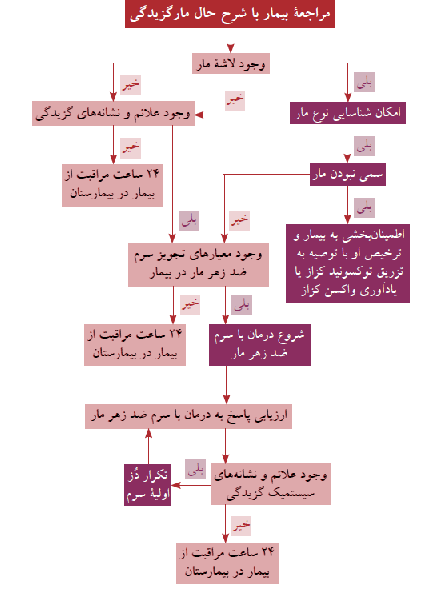 مراجعهٔ بیمار با شرح حال مارگزیدگی
وجود لاشهٔ مار
بلی
خیر
امکان شناسایی نوع مار
خیر
وجود علائم و نشانه‌های گزیدگی
بلی
خیر
سمی نبودن مار
۲۴ ساعت مراقبت از
بیمار در بیمارستان
بلی
خیر
بلی
اطمینان‌بخشی به بیمار و
ترخیص او با توصیه به
تزریق توکسوئید کزاز یا
یادآوری واکسن کزاز
وجود معیارهای تجویز سرم
ضد زهر مار در بیمار
بلی
خیر
شروع درمان با سرم
ضد زهر مار
۲۴ ساعت مراقبت از
بیمار در بیمارستان
ارزیابی پاسخ به درمان با سرم ضد زهر مار
وجود علائم و نشانه‌های
سیستمیک گزیدگی
بلی
تکرار دُز
اولیهٔ سرم
خیر
۲۴ ساعت مراقبت از
بیمار در بیمارستان